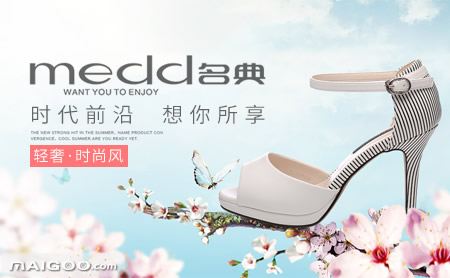 medd名典
WANT YOU TO ENJOY
时代前沿 想你所享
THE NEW STRONG HIT IN THE SUMMER, NAME PRODUCT CON
VERGENCE, COOL SUMMER ARE YOU READY YET.
轻奢·时尚风
MAIGOO.com